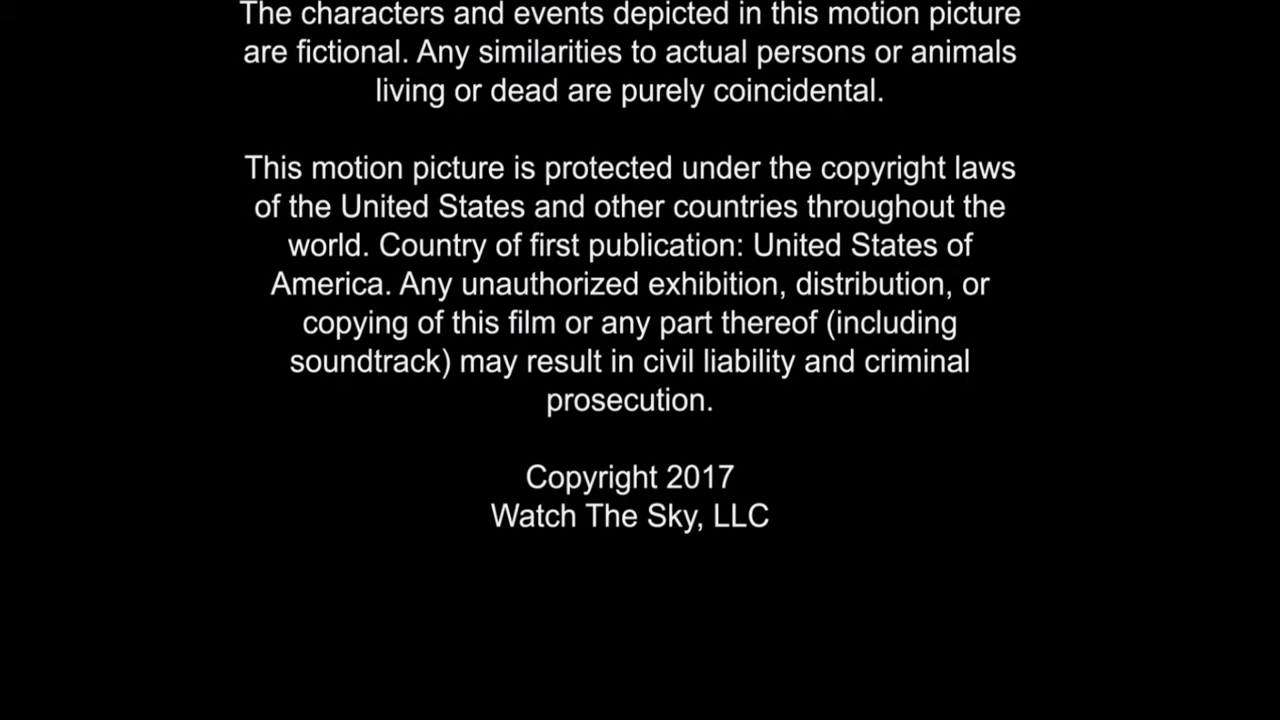 The characters and events depicted in this motion picture
are fictional. Any similarities to actual persons or animals
living or dead are purely coincidental.
This motion picture is protected under the copyright laws
of the United States and other countries throughout the
world. Country of first publication: United States of
America. Any unauthorized exhibition, distribution, or
copying of this film or any part thereof (including
soundtrack) may result in civil liability and criminal
prosecution.
Copyright 2017
Watch The Sky, LLC